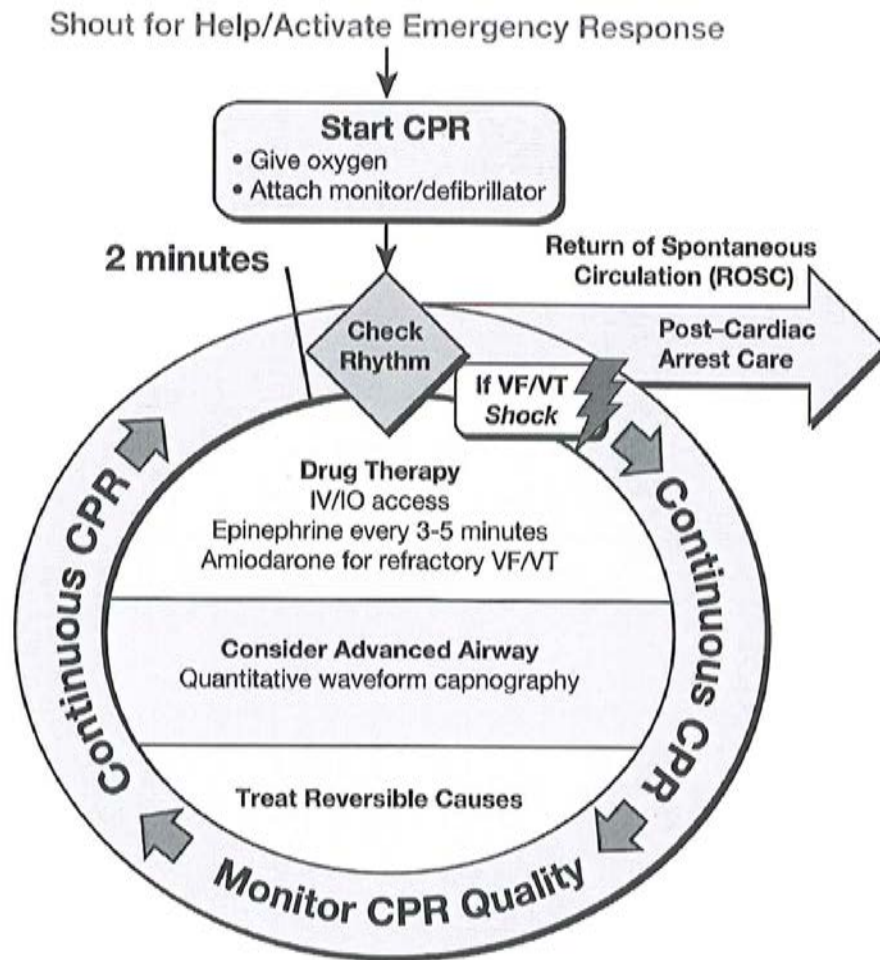 Shout for Help/Activate Emergency Response
Start CPR
• Give oxygen
• Attach monitor/defibrillator
2 minutes
Return of Spontaneous
Circulation (ROSC)
Check
Rhythm
Post–Cardiac
Arrest Care
If VF/VT
Shock
Drug Therapy
IV/IO access
Epinephrine every 3-5 minutes
Amiodarone for refractory VF/VT
Continuous CPR
Continuous CPR
Consider Advanced Airway
Quantitative waveform capnography
Treat Reversible Causes
Monitor CPR Quality